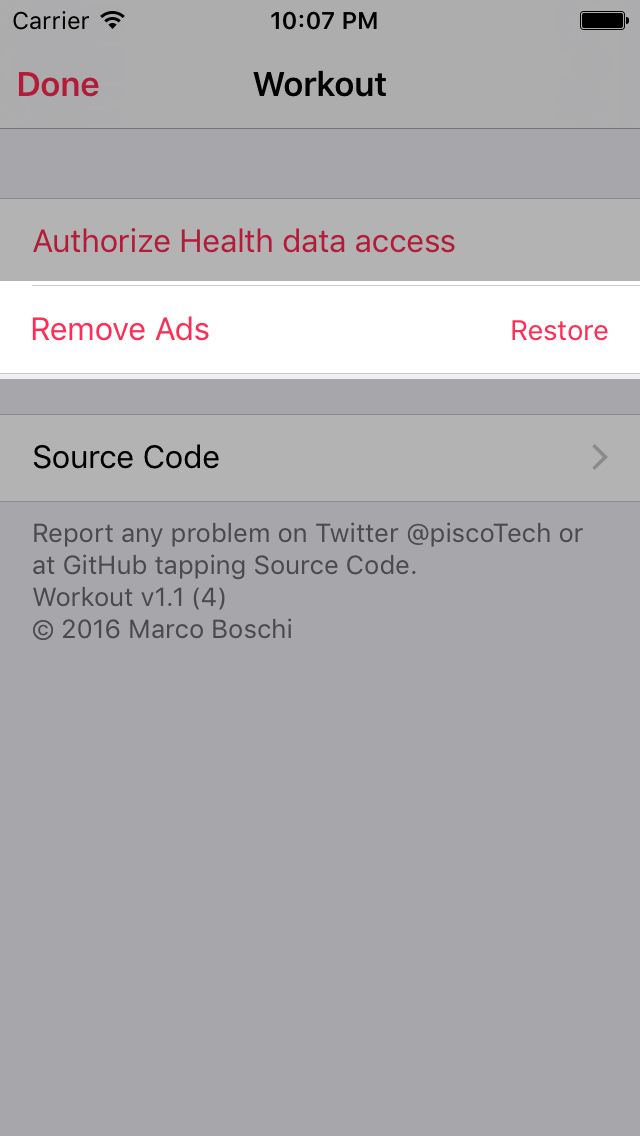 Carrier 10:07 PM
Done Workout
Authorize Health data access
Remove Ads Restore
Source Code
Report any problem on Twitter @piscoTech or
at GitHub tapping Source Code.
Workout v1.1 (4)
© 2016 Marco Boschi